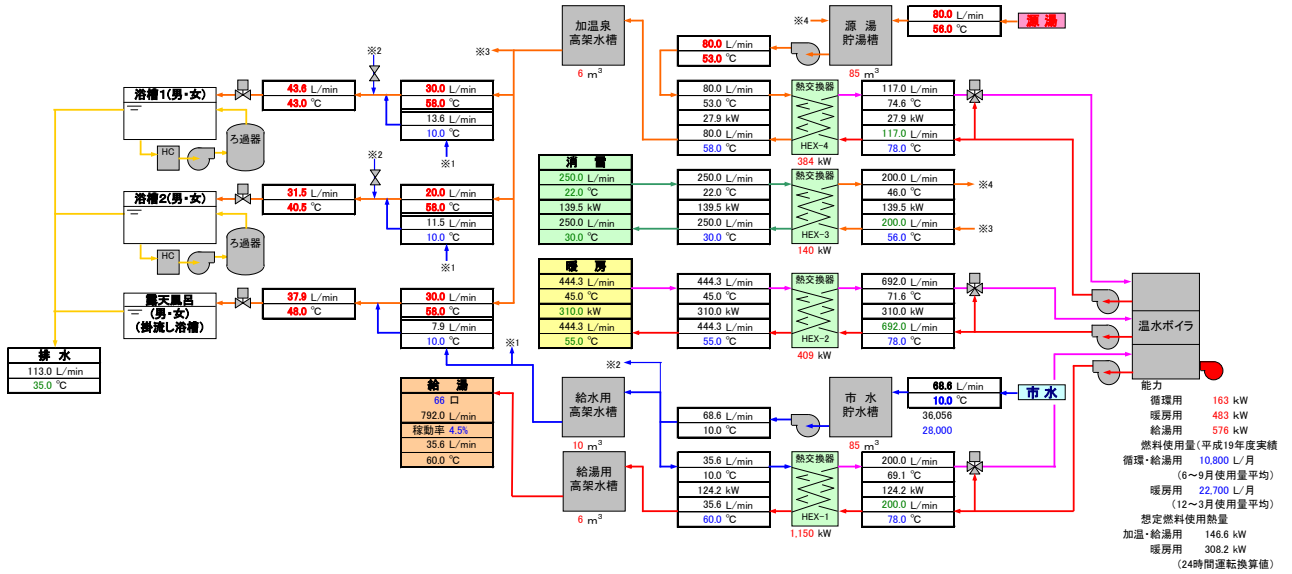 ※4
80.0 L/min
56.0 ℃
源 湯
源 湯
貯湯槽
85 m³
80.0 L/min
53.0 ℃
加温泉
高架水槽
6 m³
※3
※2
浴槽1(男・女)
43.6 L/min
43.0 ℃
30.0 L/min
58.0 ℃
13.6 L/min
10.0 ℃
※1
HC
ろ過器
80.0 L/min
53.0 ℃
27.9 kW
80.0 L/min
58.0 ℃
熱交換器
HEX-4
384 kW
117.0 L/min
74.6 ℃
27.9 kW
117.0 L/min
78.0 ℃
消 雪
250.0 L/min
22.0 ℃
139.5 kW
250.0 L/min
30.0 ℃
250.0 L/min
22.0 ℃
139.5 kW
250.0 L/min
30.0 ℃
熱交換器
HEX-3
140 kW
200.0 L/min
46.0 ℃
139.5 kW
200.0 L/min
56.0 ℃
※4
※3
※2
浴槽2(男・女)
31.5 L/min
40.5 ℃
20.0 L/min
58.0 ℃
11.5 L/min
10.0 ℃
※1
HC
ろ過器
暖 房
444.3 L/min
45.0 ℃
310.0 kW
444.3 L/min
55.0 ℃
444.3 L/min
45.0 ℃
310.0 kW
444.3 L/min
55.0 ℃
熱交換器
HEX-2
409 kW
692.0 L/min
71.6 ℃
310.0 kW
692.0 L/min
78.0 ℃
温水ボイラ
露天風呂
(男・女)
(掛流し浴槽)
37.9 L/min
48.0 ℃
30.0 L/min
58.0 ℃
7.9 L/min
10.0 ℃
※1
※2
排 水
113.0 L/min
35.0 ℃
給 湯
66 口
792.0 L/min
稼動率 4.5%
35.6 L/min
60.0 ℃
給水用
高架水槽
10 m³
68.6 L/min
10.0 ℃
市 水
貯水槽
85 m³
68.6 L/min
10.0 ℃
36,056
28,000
市 水
給湯用
高架水槽
6 m³
35.6 L/min
10.0 ℃
124.2 kW
35.6 L/min
60.0 ℃
熱交換器
HEX-1
1,150 kW
200.0 L/min
69.1 ℃
124.2 kW
200.0 L/min
78.0 ℃
能力
循環用 163 kW
暖房用 483 kW
給湯用 576 kW
燃料使用量(平成19年度実績
循環・給湯用 10,800 L/月
(6～9月使用量平均)
暖房用 22,700 L/月
(12～3月使用量平均)
想定燃料使用熱量
加温・給湯用 146.6 kW
暖房用 308.2 kW
(24時間運転換算値)